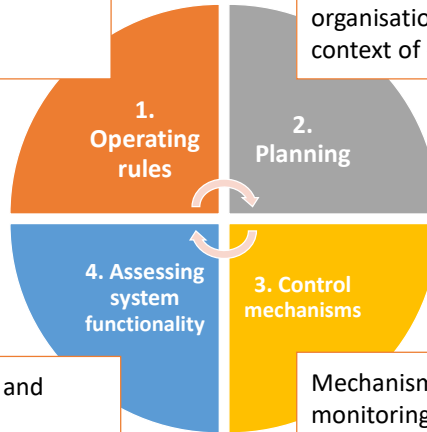 organisatio
context of
1.
Operating
rules
2.
Planning
4. Assessing
system
functionality
3. Control
mechanisms
and
Mechanism
monitoring